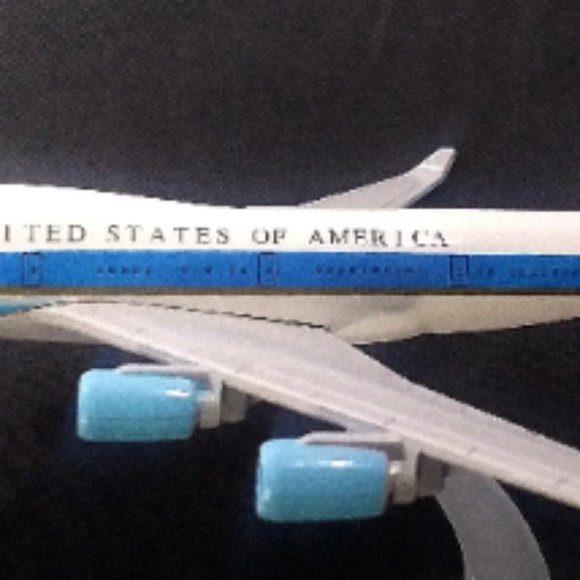 ITED STATES OF AMERICA